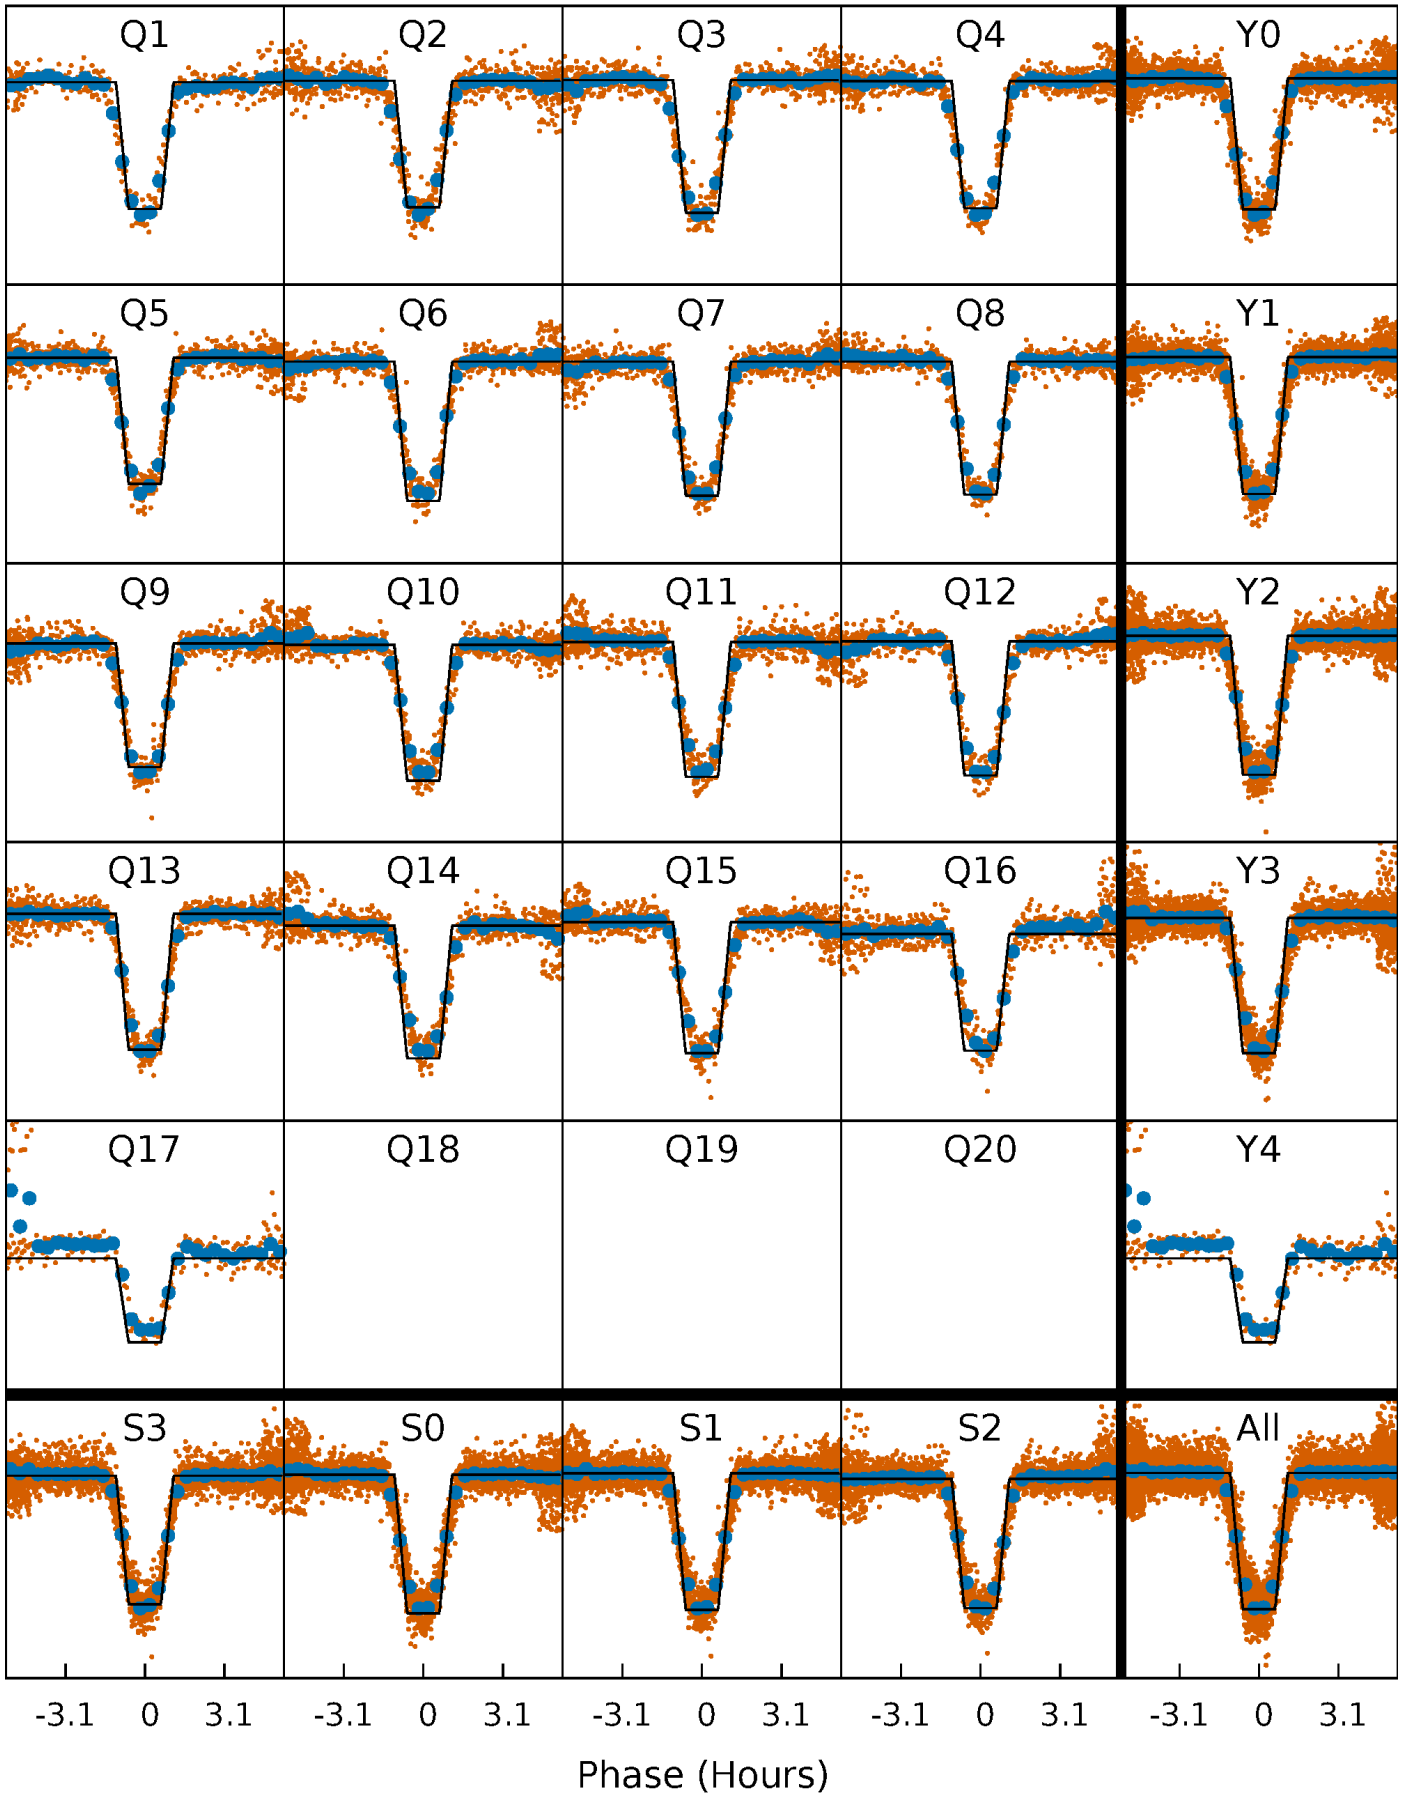 Q1 Q2 Q3 Q4 Y0
Q5 Q6 Q7 Q8 Y1
Q9 Q10 Q11 Q12 Y2
Q13 Q14 Q15 Q16 Y3
Q17 Q18 Q19 Q20 Y4
S3 S0 S1 S2 All
-3.1 0 3.1 -3.1 0 3.1 -3.1 0 3.1 -3.1 0 3.1 -3.1 0 3.1
Phase (Hours)